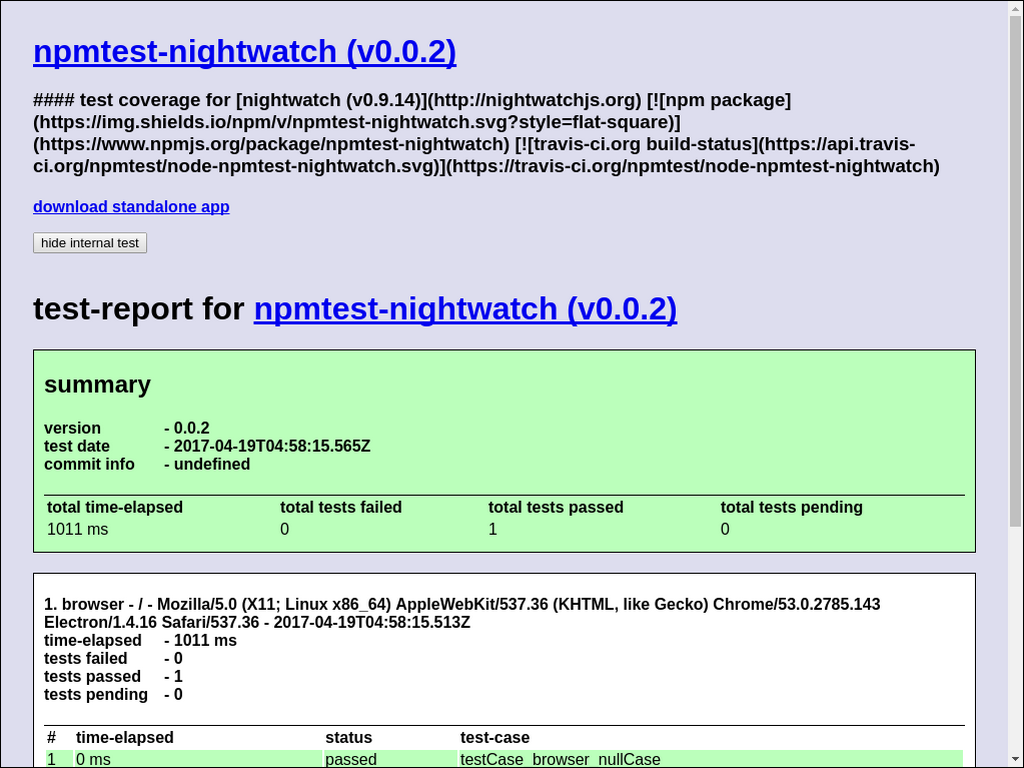 npmtest-nightwatch (v0.0.2)
#### test coverage for [nightwatch (v0.9.14)](http://nightwatchjs.org) [![npm package]
(https://img.shields.io/npm/v/npmtest-nightwatch.svg?style=flat-square)]
(https://www.npmjs.org/package/npmtest-nightwatch) [![travis-ci.org build-status](https://api.travis-
ci.org/npmtest/node-npmtest-nightwatch.svg)](https://travis-ci.org/npmtest/node-npmtest-nightwatch)
download standalone app
hide internal test
test-report for npmtest-nightwatch (v0.0.2)
summary
version - 0.0.2
test date - 2017-04-19T04:58:15.565Z
commit info - undefined
total time-elapsed total tests failed total tests passed total tests pending
1011 ms 0 1 0
1. browser - / - Mozilla/5.0 (X11; Linux x86_64) AppleWebKit/537.36 (KHTML, like Gecko) Chrome/53.0.2785.143
Electron/1.4.16 Safari/537.36 - 2017-04-19T04:58:15.513Z
time-elapsed - 1011 ms
tests failed - 0
tests passed - 1
tests pending - 0
# time-elapsed status test-case
1 0 ms passed testCase_browser_nullCase